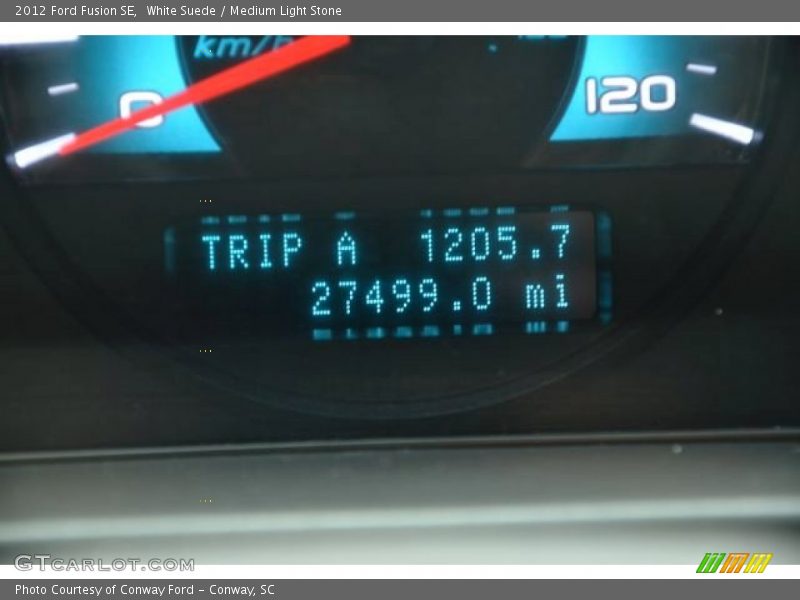 2012 Ford Fusion SE,  White Suede / Medium Light Stone
km/h
0
120
TRIP A 1205.7
27499.0 mi
GTCARLOT.COM
Photo Courtesy of Conway Ford - Conway, SC